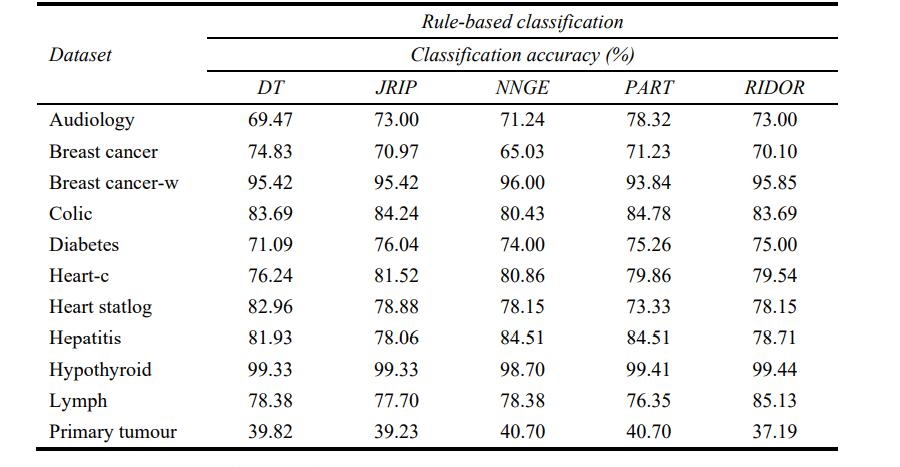 Rule-based classification
Dataset Classification accuracy (%)
DT JRIP NNGE PART RIDOR
Audiology 69.47 73.00 71.24 78.32 73.00
Breast cancer 74.83 70.97 65.03 71.23 70.10
Breast cancer-w 95.42 95.42 96.00 93.84 95.85
Colic 83.69 84.24 80.43 84.78 83.69
Diabetes 71.09 76.04 74.00 75.26 75.00
Heart-c 76.24 81.52 80.86 79.86 79.54
Heart statlog 82.96 78.88 78.15 73.33 78.15
Hepatitis 81.93 78.06 84.51 84.51 78.71
Hypothyroid 99.33 99.33 98.70 99.41 99.44
Lymph 78.38 77.70 78.38 76.35 85.13
Primary tumour 39.82 39.23 40.70 40.70 37.19